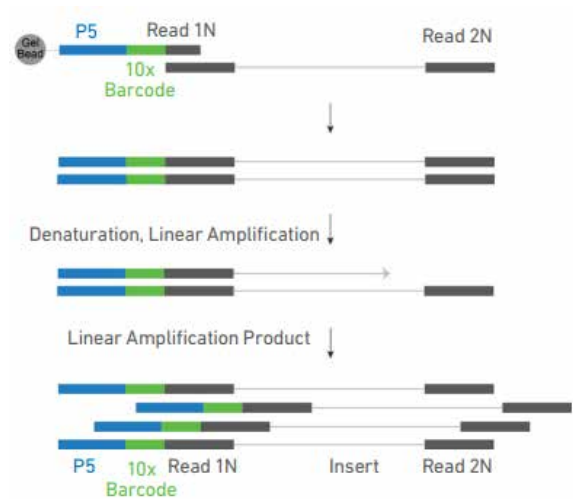 Gel
Bead
P5
Read 1N
Read 2N
10x
Barcode
Denaturation, Linear Amplification
Linear Amplification Product
P5
10x
Barcode
Read 1N
Insert
Read 2N